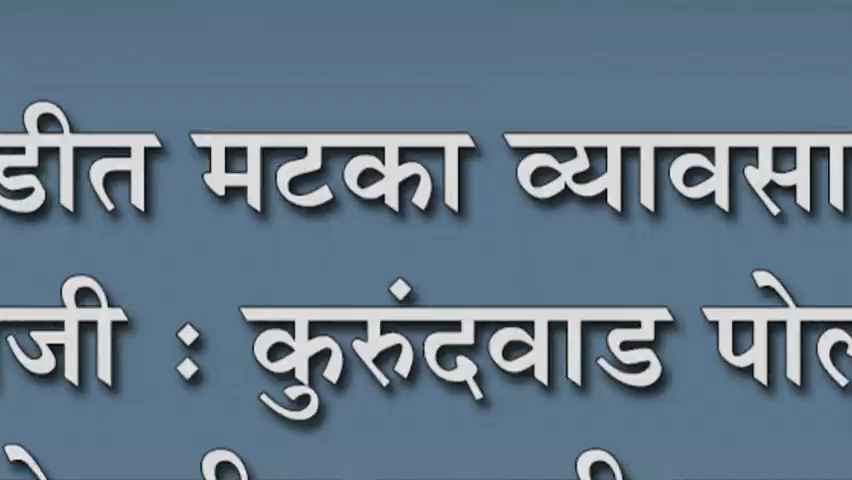 डीत मटका व्यावसा
जी : कुरुंदवाड पोल